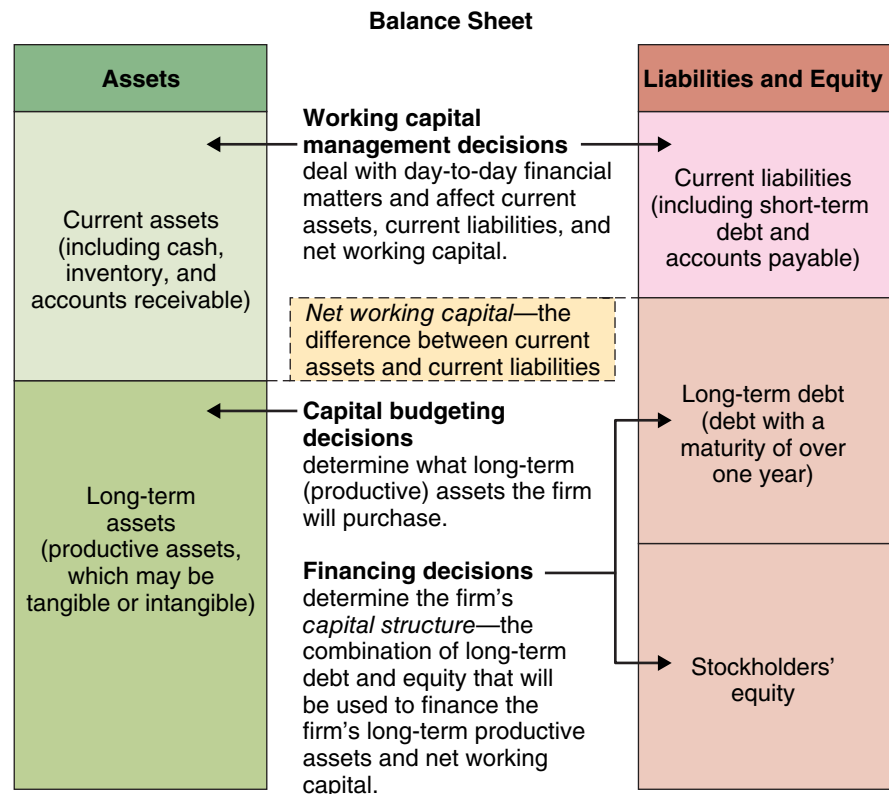 Balance Sheet
Assets
Liabilities and Equity
Working capital
management decisions
deal with day-to-day financial
matters and affect current
assets, current liabilities, and
net working capital.
Current assets
(including cash,
inventory, and
accounts receivable)
Current liabilities
(including short-term
debt and
accounts payable)
Net working capital—the
difference between current
assets and current liabilities
Capital budgeting
decisions
determine what long-term
(productive) assets the firm
will purchase.
Long-term debt
(debt with a
maturity of over
one year)
Long-term
assets
(productive assets,
which may be
tangible or intangible)
Financing decisions
determine the firm’s
capital structure—the
combination of long-term
debt and equity that will
be used to finance the
firm’s long-term productive
assets and net working
capital.
Stockholders’
equity